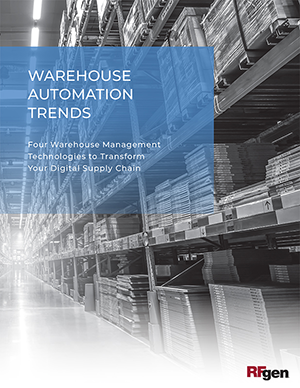 WAREHOUSE
AUTOMATION
TRENDS
Four Warehouse Management
Technologies to Transform
Your Digital Supply Chain
RFgen